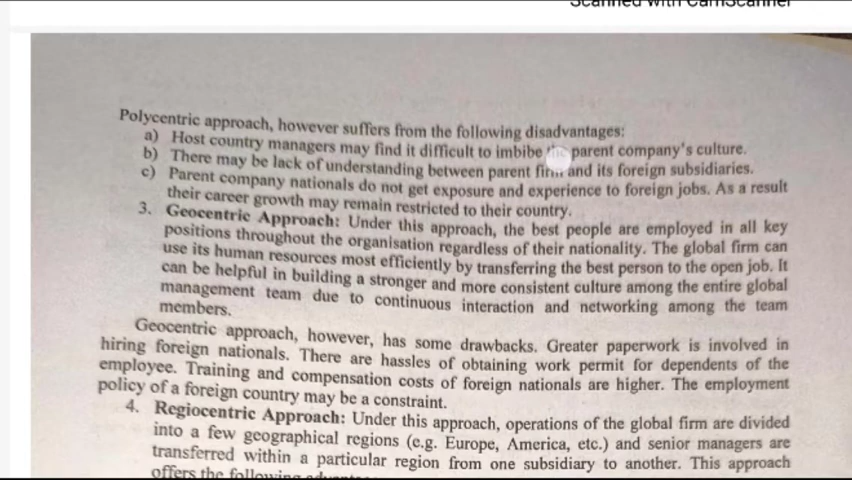 Scanned with CamScanner
Polycentric approach, however suffers from the following disadvantages:
a) Host country managers may find it difficult to imbibe the parent company's culture.
b) There may be lack of understanding between parent firm and its foreign subsidiaries.
c) Parent company nationals do not get exposure and experience to foreign jobs. As a result
their career growth may remain restricted to their country.
3. Geocentric Approach: Under this approach, the best people are employed in all key
positions throughout the organisation regardless of their nationality. The global firm can
use its human resources most efficiently by transferring the best person to the open job. It
can be helpful in building a stronger and more consistent culture among the entire global
management team due to continuous interaction and networking among the team
members.
Geocentric approach, however, has some drawbacks. Greater paperwork is involved in
hiring foreign nationals. There are hassles of obtaining work permit for dependents of the
employee. Training and compensation costs of foreign nationals are higher. The employment
policy of a foreign country may be a constraint.
4. Regiocentric Approach: Under this approach, operations of the global firm are divided
into a few geographical regions (e.g. Europe, America, etc.) and senior managers are
transferred within a particular region from one subsidiary to another. This approach
offers the following